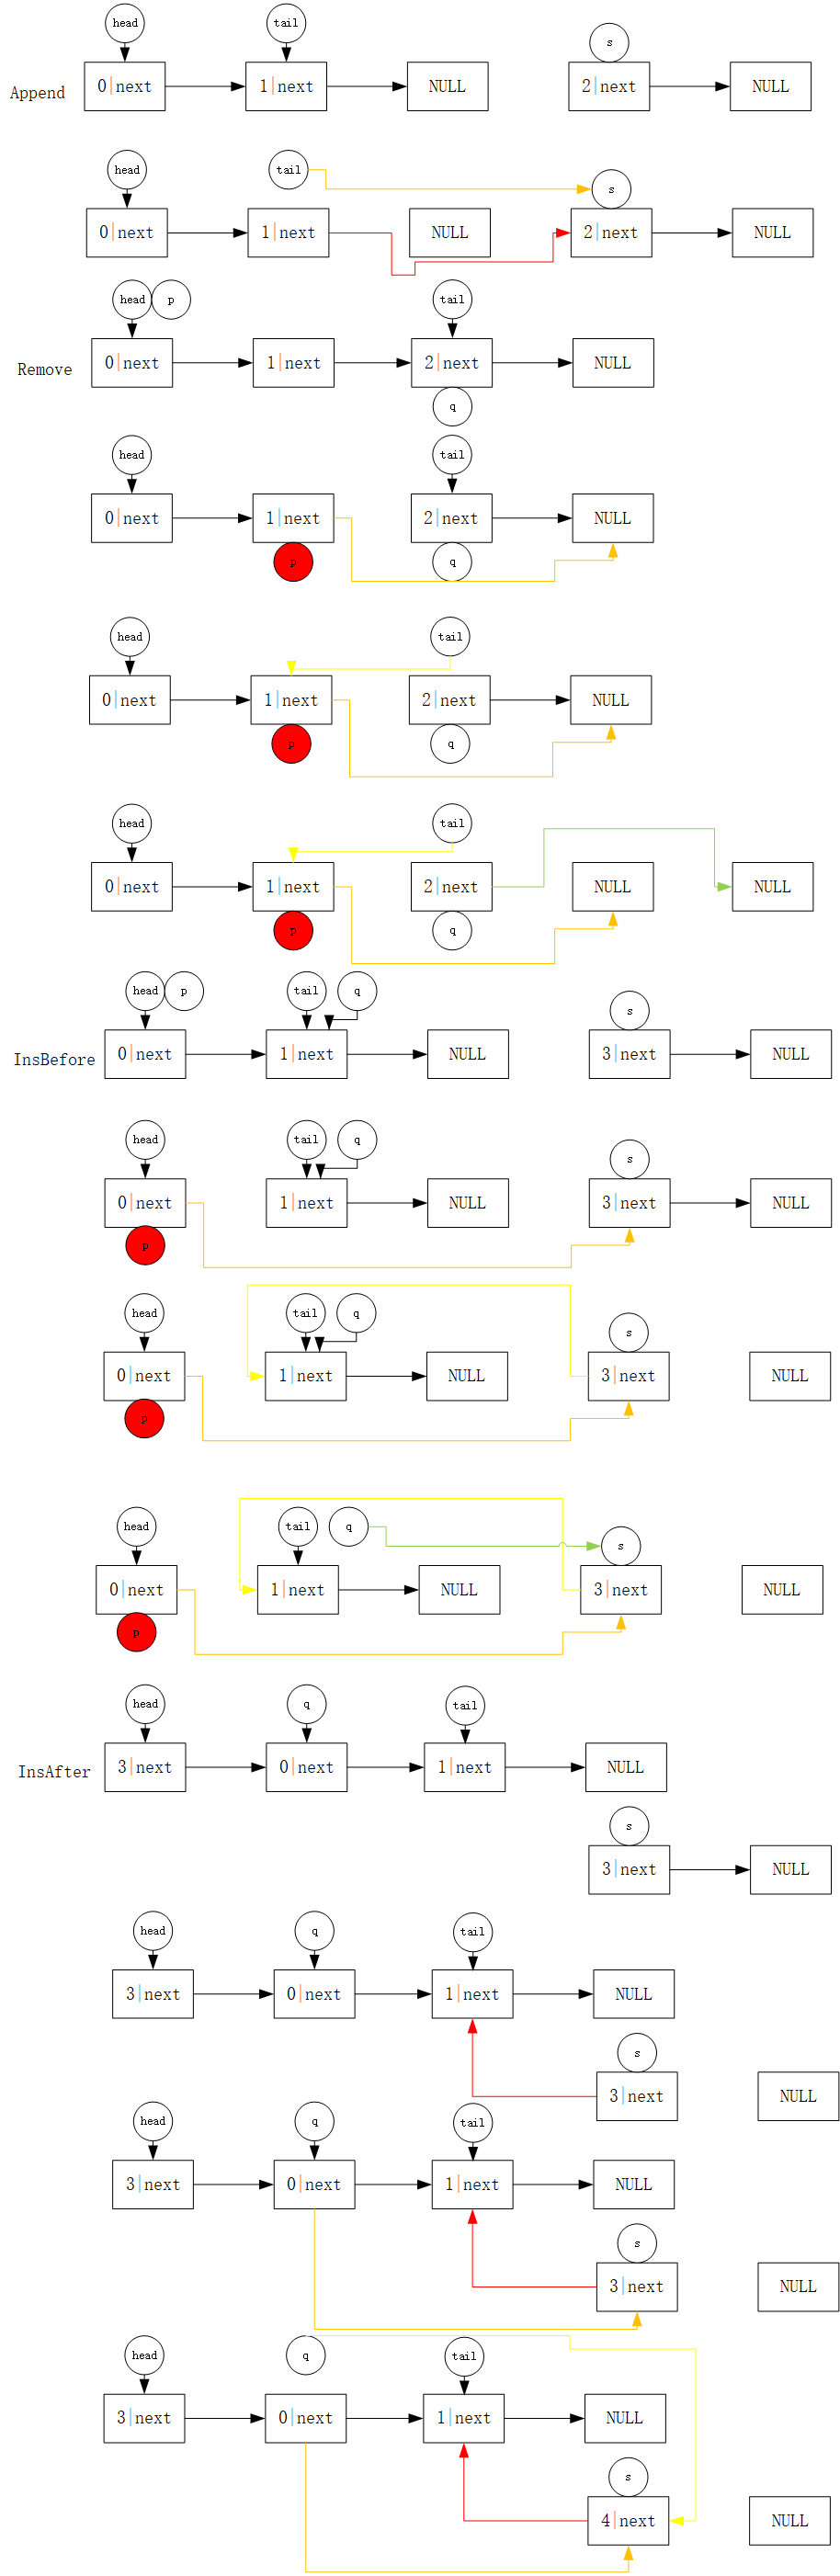 head tail s
Append 0|next 1|next NULL 2|next NULL
head tail s
0|next 1|next NULL 2|next NULL
head p tail
Remove 0|next 1|next 2|next NULL
q
head tail
0|next 1|next 2|next NULL
p q
head tail
0|next 1|next 2|next NULL
p q
head tail
0|next 1|next 2|next NULL NULL
p q
head p tail q s
InsBefore 0|next 1|next NULL 3|next NULL
head tail q s
0|next 1|next NULL 3|next NULL
p
head tail q s
0|next 1|next NULL 3|next NULL
p
head tail q s
0|next 1|next NULL 3|next NULL
p
head q tail
InsAfter 3|next 0|next 1|next NULL
s
3|next NULL
head q tail
3|next 0|next 1|next NULL
s
3|next NULL
head q tail
3|next 0|next 1|next NULL
s
3|next NULL
head q tail
3|next 0|next 1|next NULL
s
4|next NULL